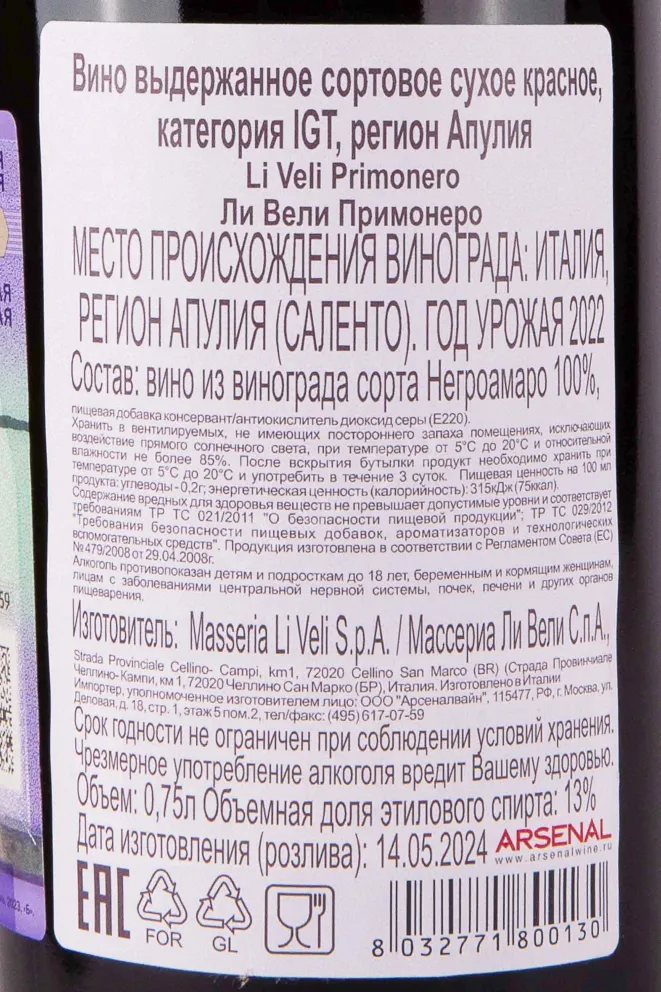 Вино выдержанное сортовое сухое красное,
категория IGT, регион Апулия
Li Veli Primonero
Ли Вели Примонеро
МЕСТО ПРОИСХОЖДЕНИЯ ВИНОГРАДА: ИТАЛИЯ,
РЕГИОН АПУЛИЯ (САЛЕНТО). ГОД УРОЖАЯ 2022
Состав: вино из винограда сорта Негроамаро 100%,
пищевая добавка консервант/антиокислитель диоксид серы (Е220).
Хранить в вентилируемых, не имеющих постороннего запаха помещениях, исключающих
воздействие прямого солнечного света, при температуре от 5°С до 20°С и относительной
влажности не более 85%. После вскрытия бутылки продукт необходимо хранить при
температуре от 5°С до 20°С и употребить в течение 3 суток. Пищевая ценность на 100 мл
продукта: углеводы - 0,2г; энергетическая ценность (калорийность): 315кДж (75ккал).
Содержание вредных для здоровья веществ не превышает допустимые уровни и соответствует
требованиям ТР ТС 021/2011 "О безопасности пищевой продукции"; ТР ТС 029/2012
"Требования безопасности пищевых добавок, ароматизаторов и технологических
вспомогательных средств". Продукция изготовлена в соответствии с Регламентом Совета (ЕС)
№479/2008 от 29.04.2008г.
Алкоголь противопоказан детям и подросткам до 18 лет, беременным и кормящим женщинам,
лицам с заболеваниями центральной нервной системы, почек, печени и других органов
пищеварения.
Изготовитель: Masseria Li Veli S.p.A. / Массериа Ли Вели С.п.А.,
Strada Provinciale Cellino- Campi, km1, 72020 Cellino San Marco (BR) (Страда Провинчиале
Челлино-Кампи, км 1, 72020 Челлино Сан Марко (БР), Италия. Изготовлено в Италии
Импортер, уполномоченное изготовителем лицо: ООО "Арсеналвайн". 115477, РФ, г. Москва, ул.
Деловая, д. 18, стр. 1, этаж 5 пом.2, тел/факс: (495) 617-07-59
Срок годности не ограничен при соблюдении условий хранения.
Чрезмерное употребление алкоголя вредит Вашему здоровью.
Объем: 0,75л Объемная доля этилового спирта: 13%
Дата изготовления (розлива): 14.05.2024
ARSENAL
www.arsenalwine.ru
EAC
FOR
GL
8 032771 800130